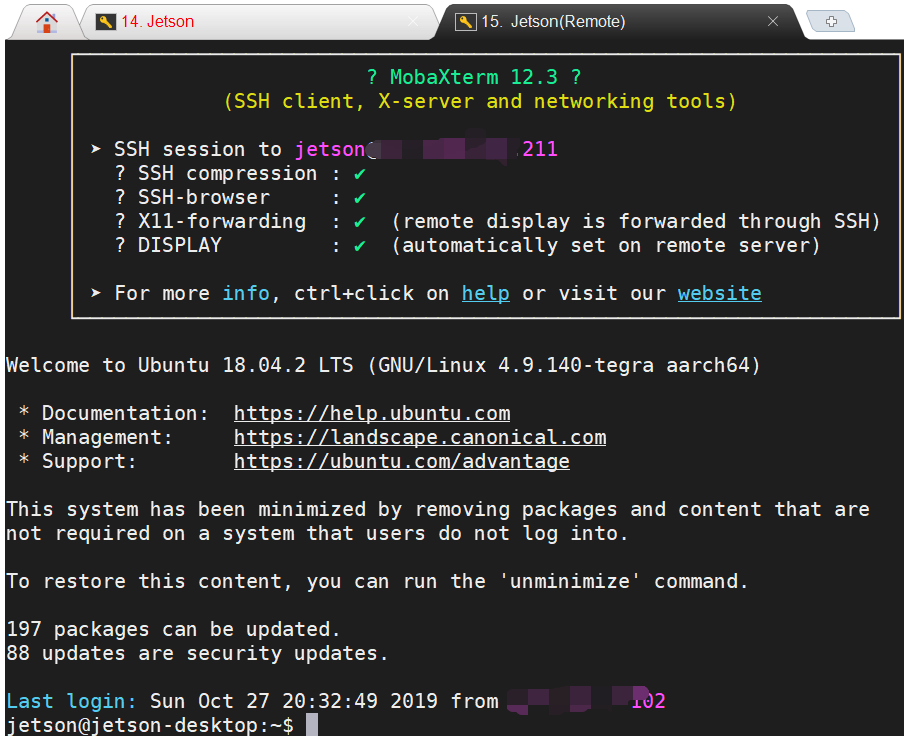 14. Jetson
15. Jetson(Remote)
? MobaXterm 12.3 ?
(SSH client, X-server and networking tools)
➤ SSH session to jetson@ .211
? SSH compression : ✔
? SSH-browser : ✔
? X11-forwarding : ✔ (remote display is forwarded through SSH)
? DISPLAY : ✔ (automatically set on remote server)
➤ For more info, ctrl+click on help or visit our website
Welcome to Ubuntu 18.04.2 LTS (GNU/Linux 4.9.140-tegra aarch64)
* Documentation: https://help.ubuntu.com
* Management: https://landscape.canonical.com
* Support: https://ubuntu.com/advantage
This system has been minimized by removing packages and content that are
not required on a system that users do not log into.
To restore this content, you can run the 'unminimize' command.
197 packages can be updated.
88 updates are security updates.
Last login: Sun Oct 27 20:32:49 2019 from 102
jetson@jetson-desktop:~$